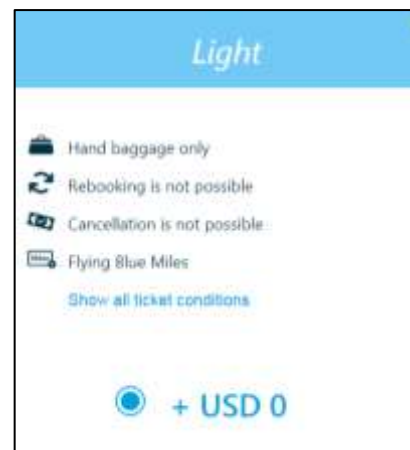 Light
Hand baggage only
Rebooking is not possible
Cancellation is not possible
Flying Blue Miles
Show all ticket conditions
+ USD 0